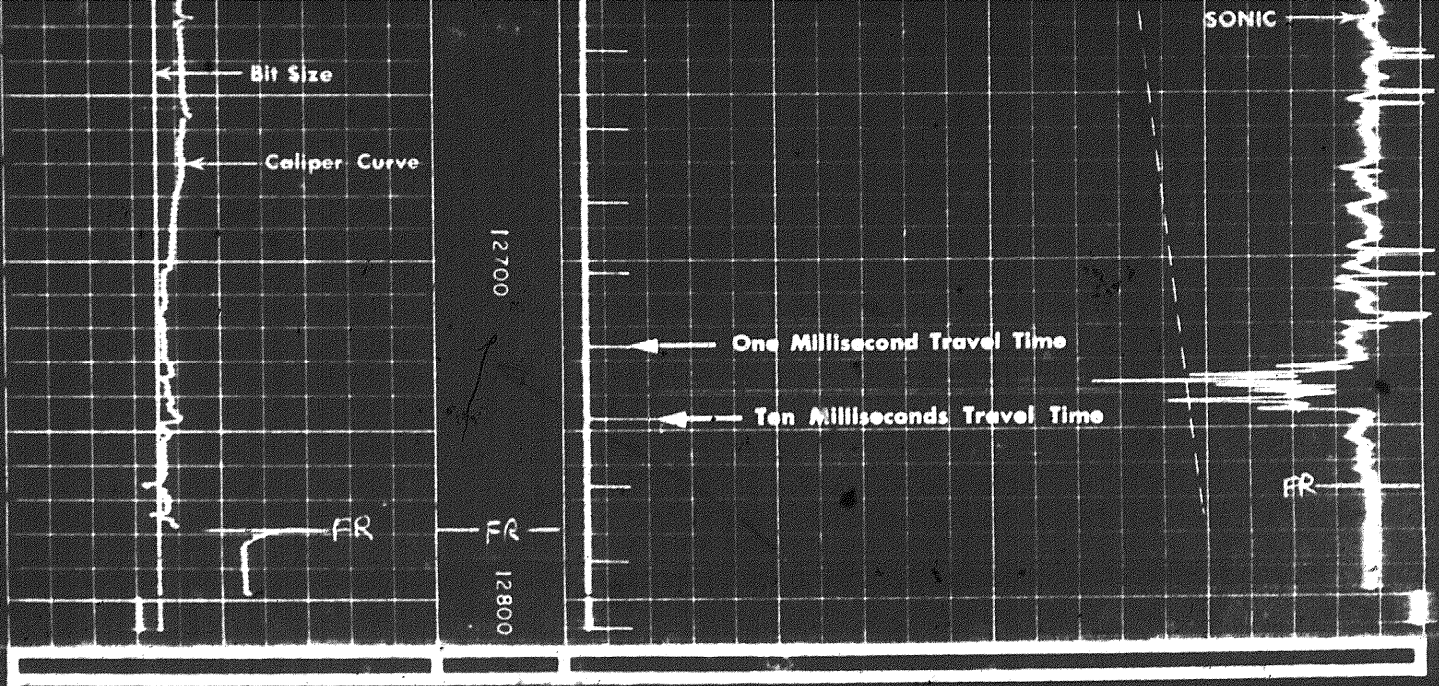 SONIC
Bit Size
Caliper Curve
12700
One Millisecond Travel Time
Ten Milliseconds Travel Time
FR
FR
FR
12800